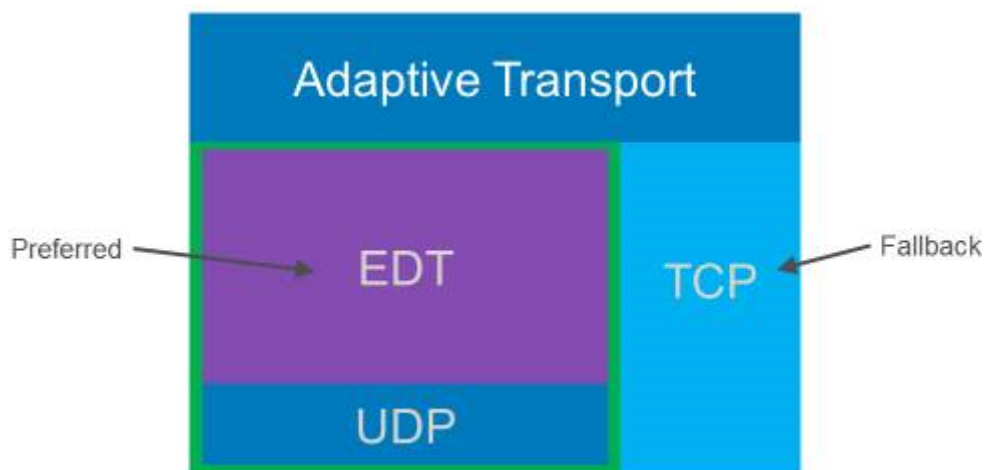 Adaptive Transport
Preferred
EDT
TCP
Fallback
UDP